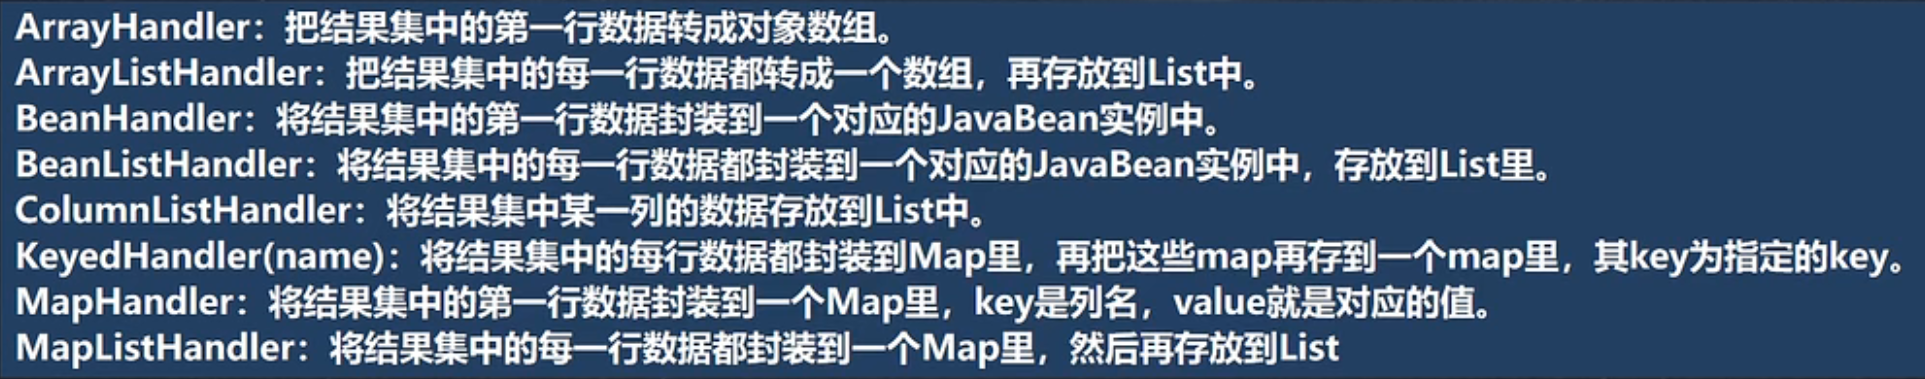 ArrayHandler：把结果集中的第一行数据转成对象数组。
ArrayListHandler：把结果集中的每一行数据都转成一个数组，再存放到List中。
BeanHandler：将结果集中的第一行数据封装到一个对应的JavaBean实例中。
BeanListHandler：将结果集中的每一行数据都封装到一个对应的JavaBean实例中，存放到List里。
ColumnListHandler：将结果集中某一列的数据存放到List中。
KeyedHandler(name)：将结果集中的每行数据都封装到Map里，再把这些map再存到一个map里，其key为指定的key。
MapHandler：将结果集中的第一行数据封装到一个Map里，key是列名，value就是对应的值。
MapListHandler：将结果集中的每一行数据都封装到一个Map里，然后再存放到List